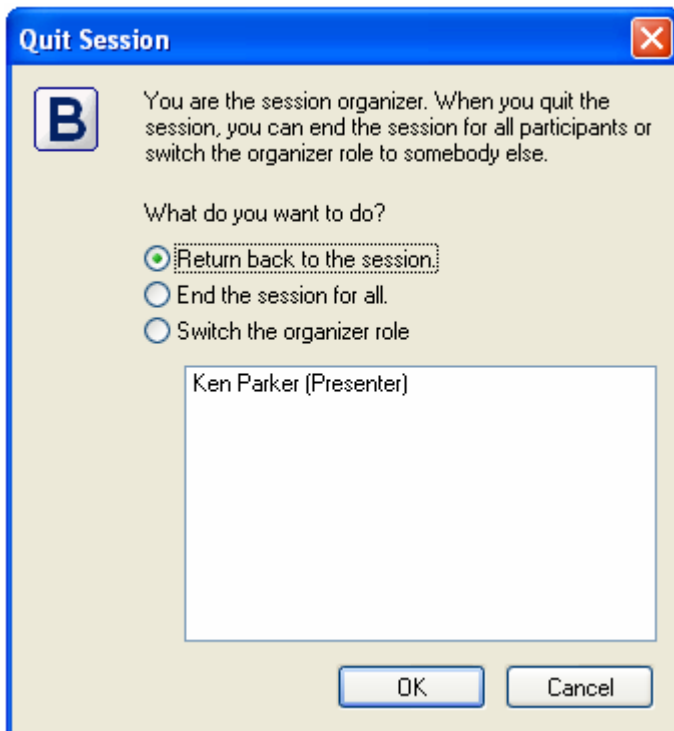 Quit Session
B
You are the session organizer. When you quit the
session, you can end the session for all participants or
switch the organizer role to somebody else.
What do you want to do?
Return back to the session.
End the session for all.
Switch the organizer role
Ken Parker (Presenter)
OK
Cancel